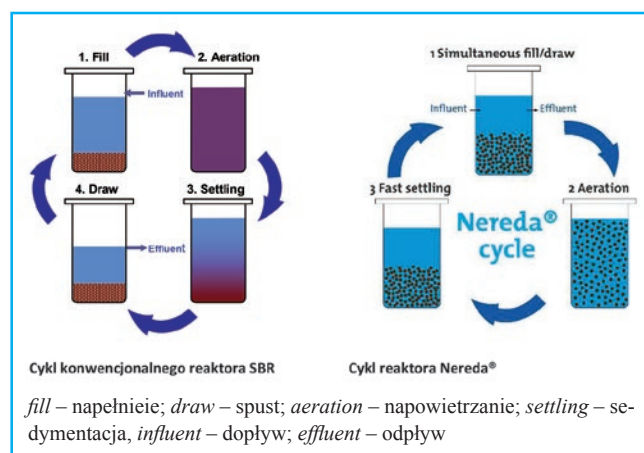 1. Fill
2. Aeration
Influent
4. Draw
3. Settling
Effluent
Cykl konwencjonalnego reaktora SBR
1 Simultaneous fill/draw
Influent
Effluent
3 Fast settling
2 Aeration
Nereda®
cycle
Cykl reaktora Nereda®
fill – napełnieie; draw – spust; aeration – napowietrzanie; settling – se-
dymentacja, influent – dopływ; effluent – odpływ